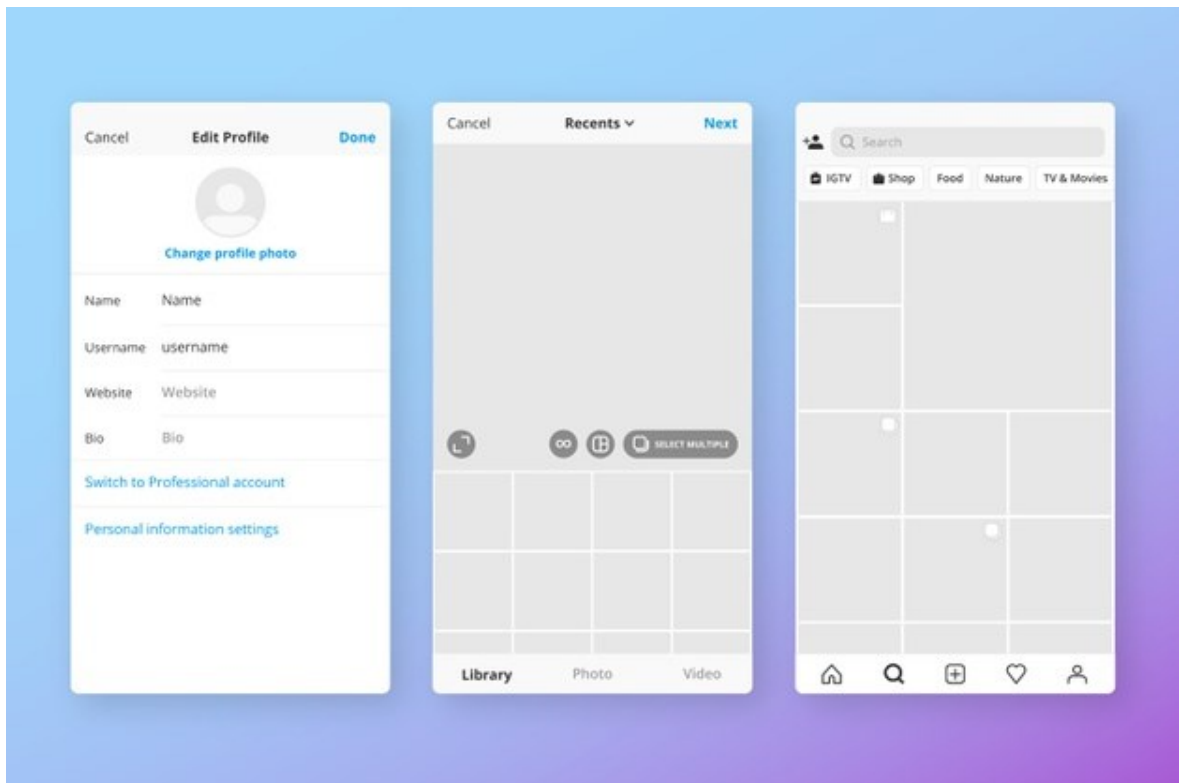 Cancel Edit Profile Done
Change profile photo
Name Name
Username username
Website Website
Bio Bio
Switch to Professional account
Personal information settings
Cancel Recents Next
SELECT MULTIPLE
Library Photo Video
Search
IGTV Shop Food Nature TV & Movies